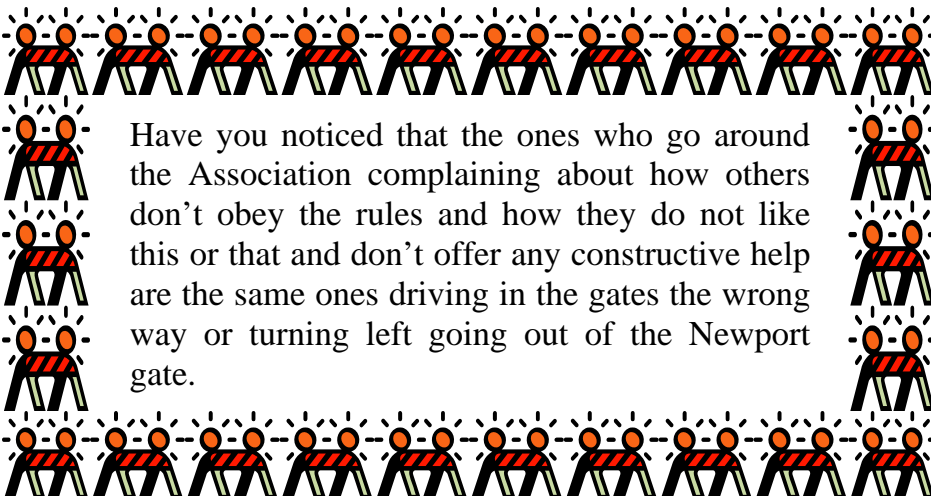 Have you noticed that the ones who go around
the Association complaining about how others
don’t obey the rules and how they do not like
this or that and don’t offer any constructive help
are the same ones driving in the gates the wrong
way or turning left going out of the Newport
gate.